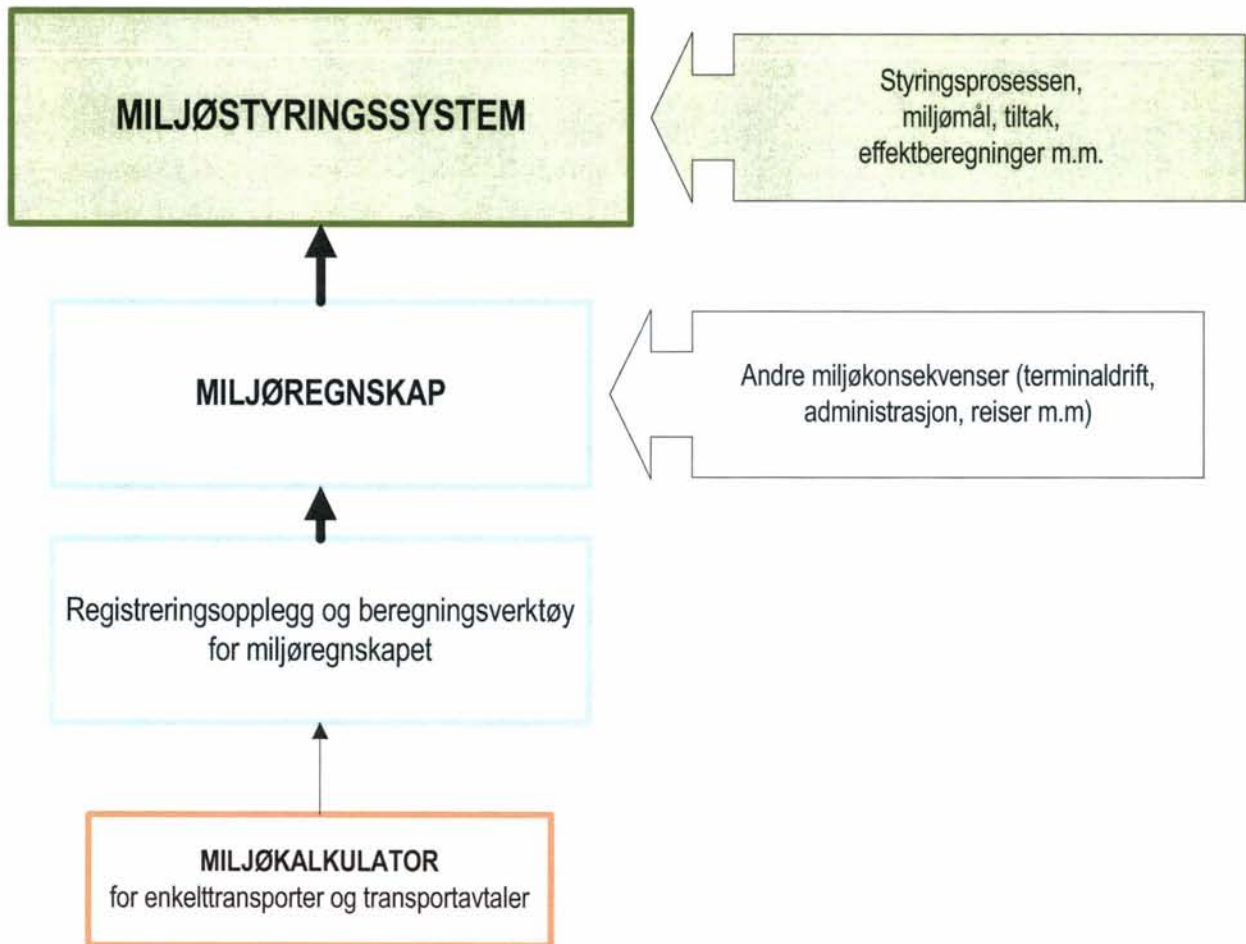 MILJØSTYRINGSSYSTEM
Styringsprosessen,
miljømål, tiltak,
effektberegninger m.m.
MILJØREGNSKAP
Andre miljøkonsekvenser (terminaldrift,
administrasjon, reiser m.m)
Registreringsopplegg og beregningsverktøy
for miljøregnskapet
MILJØKALKULATOR
for enkelttransporter og transportavtaler